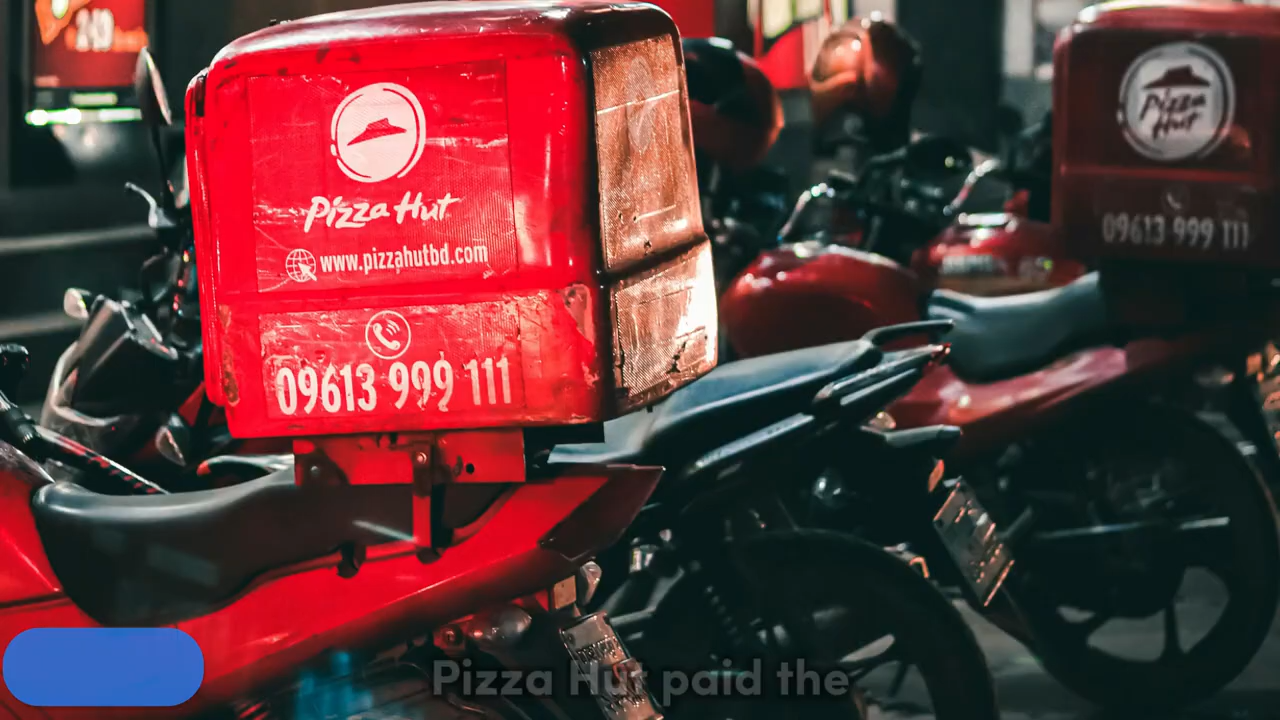 Pizza Hut
www.pizzahutbd.com
09613 999 111
Pizza
Hut
09613 999 111
Pizza Hut paid the